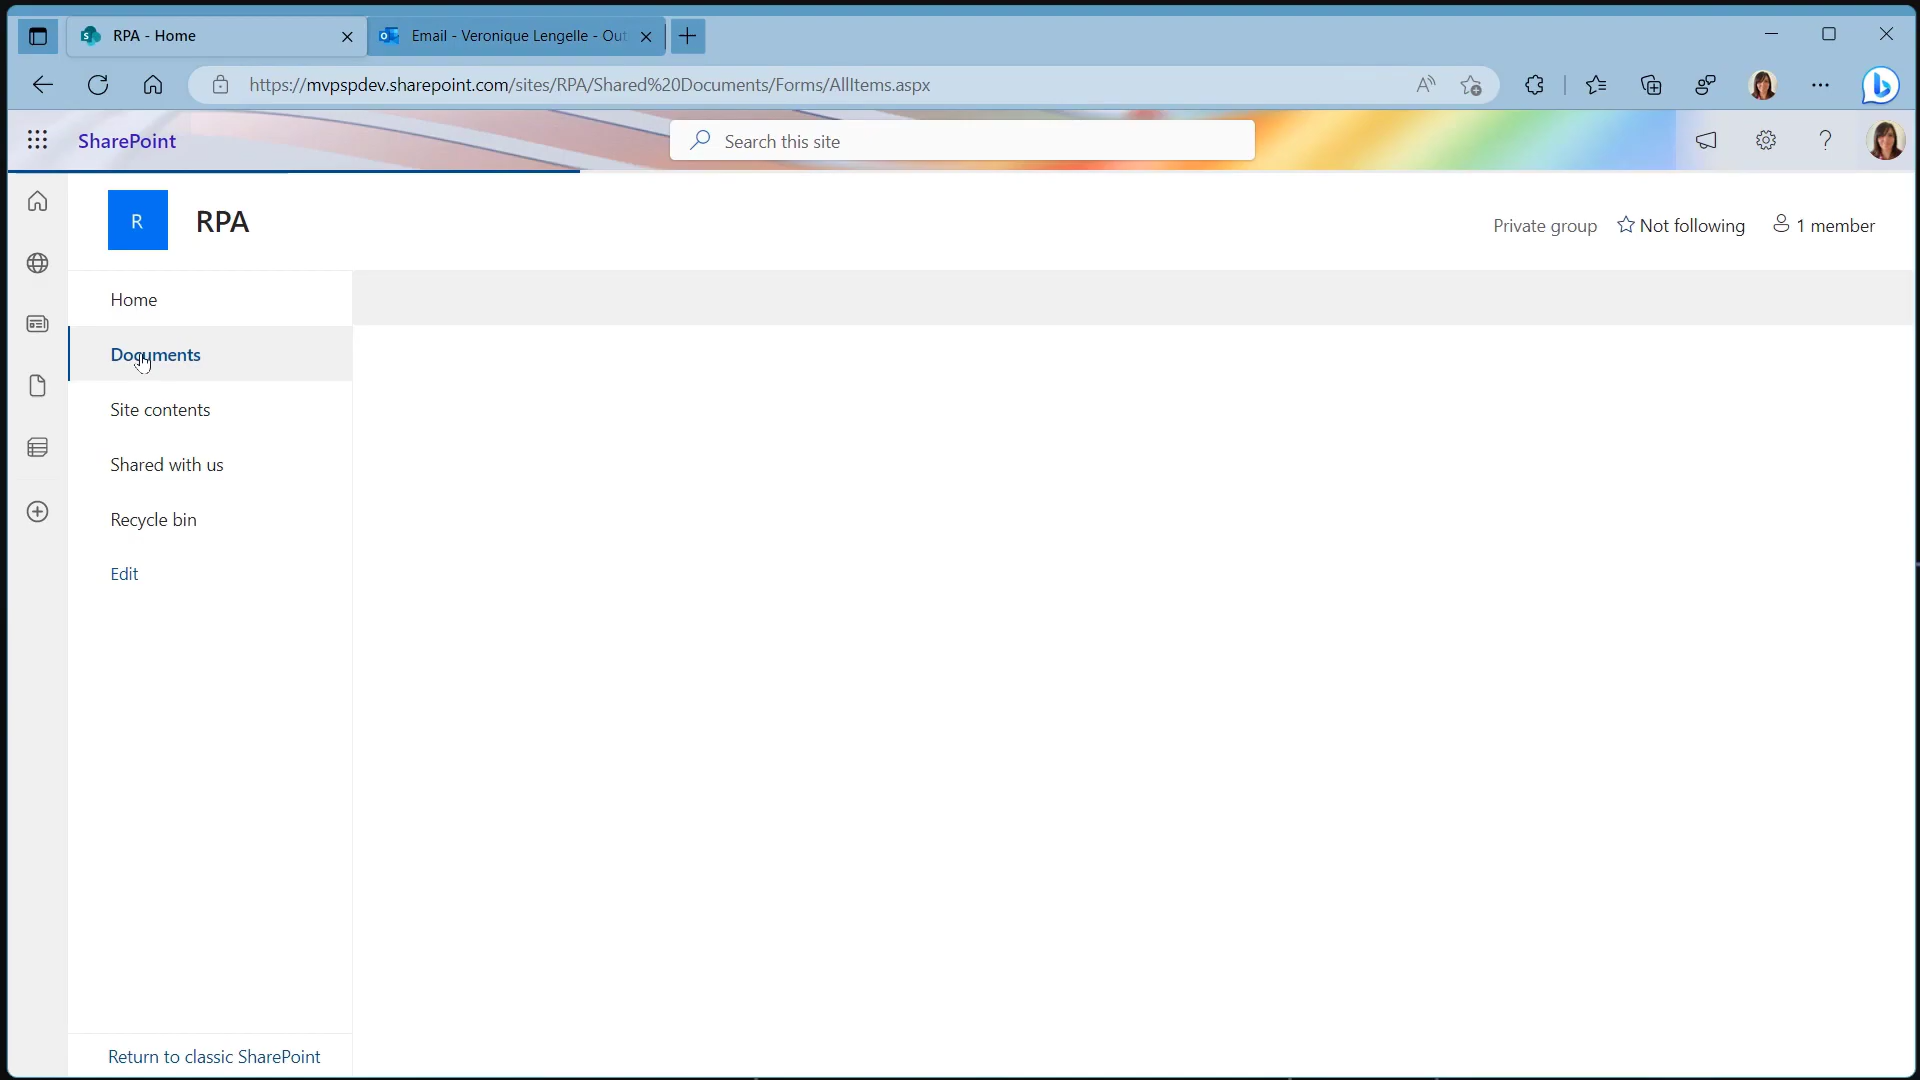 RPA - Home
Email - Veronique Lengelle - Out
https://mvpspdev.sharepoint.com/sites/RPA/Shared%20Documents/Forms/AllItems.aspx
SharePoint
Search this site
R
RPA
Private group
Not following
1 member
Home
Documents
Site contents
Shared with us
Recycle bin
Edit
Return to classic SharePoint